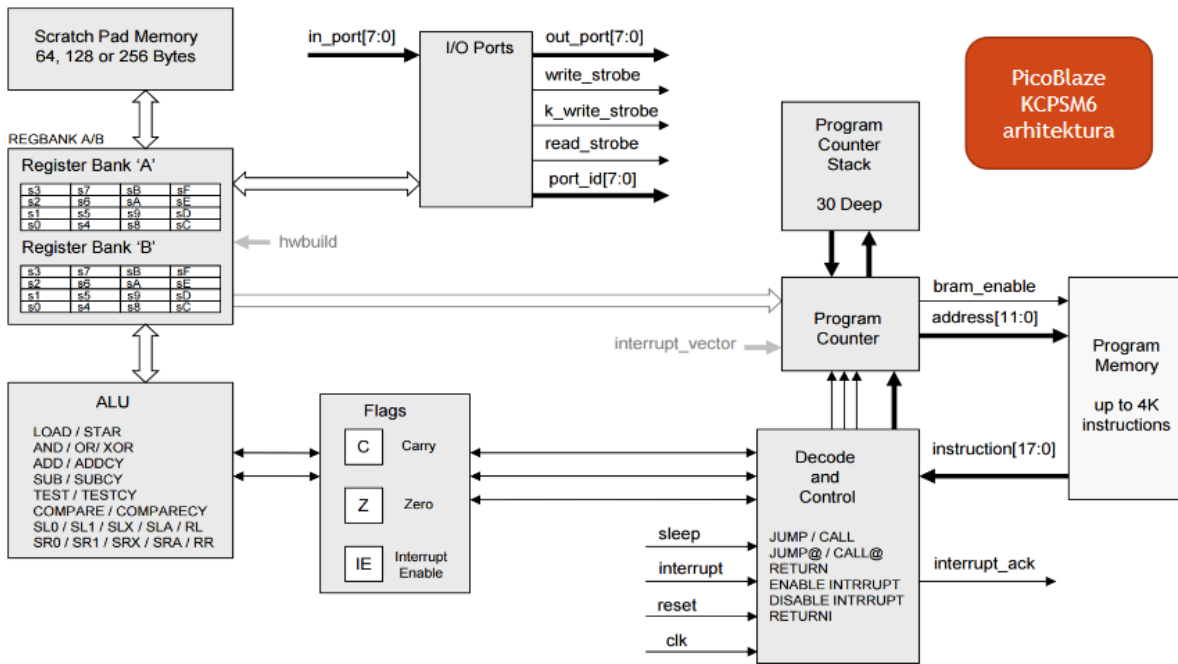 Scratch Pad Memory
64, 128 or 256 Bytes
REGBANK A/B
Register Bank 'A'
s3 s7 sB sF
s2 s6 sA sE
s1 s5 s9 sD
s0 s4 s8 sC
Register Bank 'B'
s3 s7 sB sF
s2 s6 sA sE
s1 s5 s9 sD
s0 s4 s8 sC
hwbuild
ALU
LOAD / STAR
AND / OR/ XOR
ADD / ADDCY
SUB / SUBCY
TEST / TESTCY
COMPARE / COMPARECY
SL0 / SL1 / SLX / SLA / RL
SR0 / SR1 / SRX / SRA / RR
in_port[7:0]
I/O Ports
out_port[7:0]
write_strobe
k_write_strobe
read_strobe
port_id[7:0]
PicoBlaze
KCPSM6
arhitektura
Program
Counter
Stack
30 Deep
Program
Counter
interrupt_vector
bram_enable
address[11:0]
Program
Memory
up to 4K
instructions
instruction[17:0]
Flags
C Carry
Z Zero
IE Interrupt
Enable
Decode
and
Control
JUMP / CALL
JUMP@ / CALL@
RETURN
ENABLE INTRRUPT
DISABLE INTRRUPT
RETURNI
sleep
interrupt
reset
clk
interrupt_ack